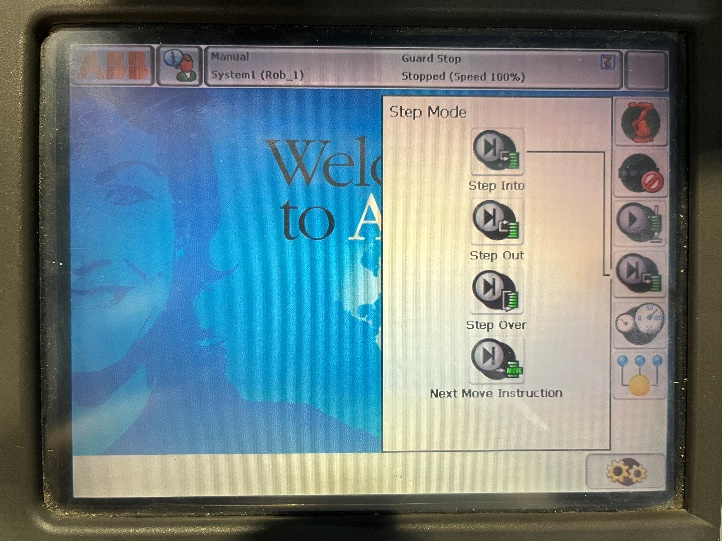 ABB
Manual
System1 (Rob_1)
Guard Stop
Stopped (Speed 100%)
Step Mode
Step Into
Step Out
Step Over
MOVE
Next Move Instruction
Welc
to A